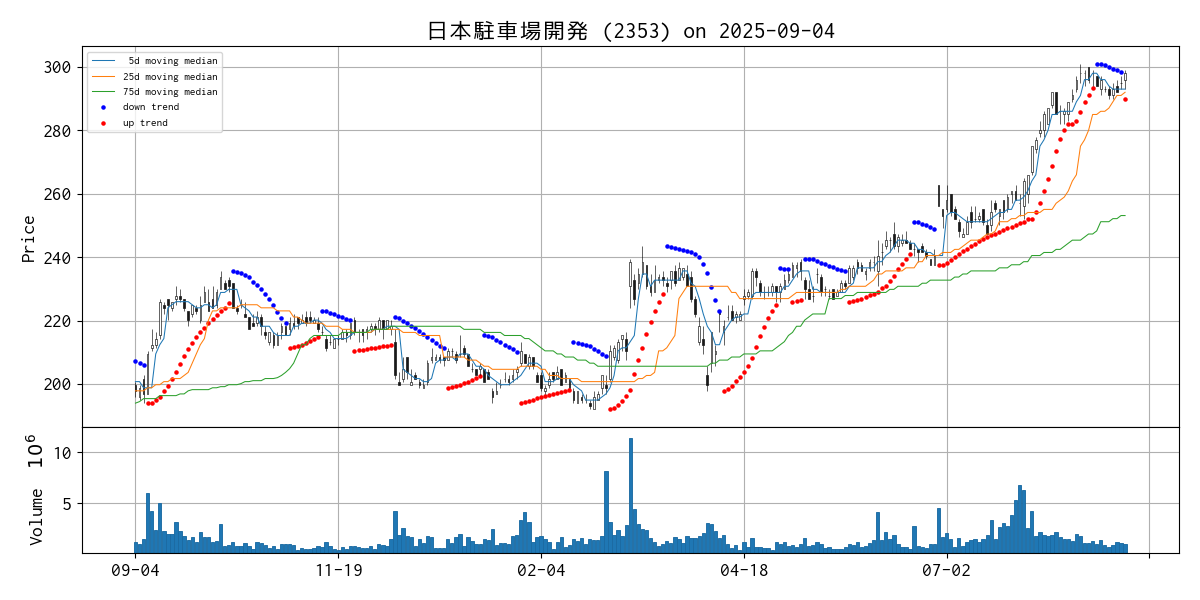 日本駐車場開発 (2353) on 2025-09-04
5d moving median
25d moving median
75d moving median
down trend
up trend
300
280
260
240
220
200
Price
10
5
Volume 10^6
09-04
11-19
02-04
04-18
07-02